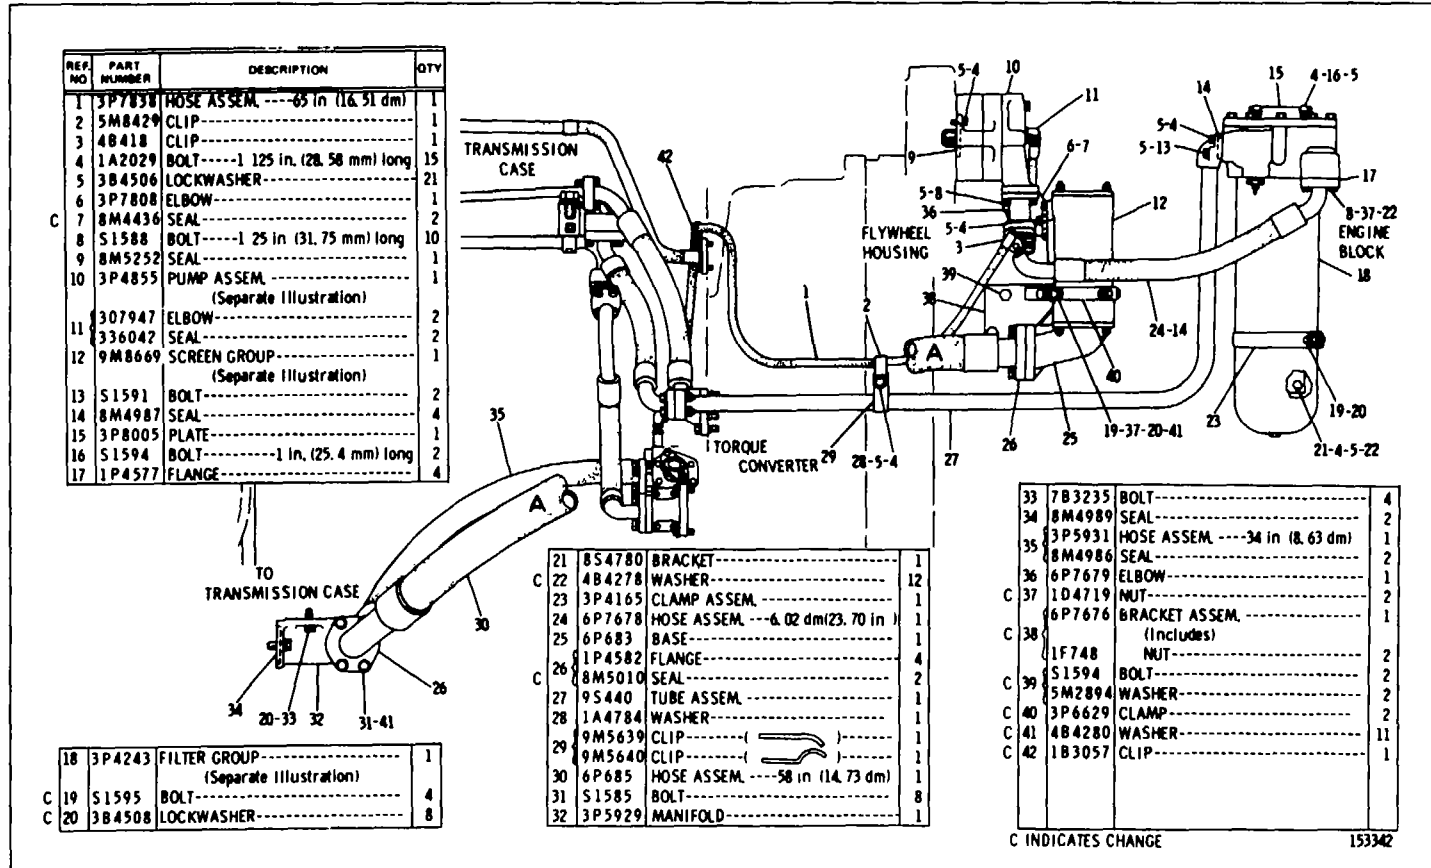 REF. NO PART NUMBER DESCRIPTION QTY
1 3P7838 HOSE ASSEM. ----65 in (16.51 dm) 1
2 5M8429 CLIP 1
3 4B418 CLIP 1
4 1A2029 BOLT-----1 125 in. (28.58 mm) long 15
5 3B4506 LOCKWASHER 21
6 3P7808 ELBOW 1
C 7 8M4436 SEAL 2
8 S1588 BOLT-----1 25 in (31.75 mm) long 10
9 8M5252 SEAL 1
10 3P4855 PUMP ASSEM. 1
(Separate Illustration)
11 307947 ELBOW 2
336042 SEAL 2
12 9M8669 SCREEN GROUP 1
(Separate Illustration)
13 S1591 BOLT 2
14 8M4987 SEAL 4
15 3P8005 PLATE 1
16 S1594 BOLT---------1 in. (25.4 mm) long 2
17 1P4577 FLANGE 4
TRANSMISSION
CASE
42
1
2
A
TORQUE
CONVERTER
29
28-5-4
27
26
25
19-37-20-41
40
24-14
5-4
10
11
9
6-7
5-8
36
5-4
3
FLYWHEEL
HOUSING
39
38
12
14
15
4-16-5
5-4
5-13
17
8-37-22
ENGINE
BLOCK
18
23
19-20
21-4-5-22
35
A
TO
TRANSMISSION CASE
30
26
34
20-33
32
31-41
18 3P4243 FILTER GROUP 1
(Separate Illustration)
C 19 S1595 BOLT 4
C 20 3B4508 LOCKWASHER 8
21 8S4780 BRACKET 1
C 22 4B4278 WASHER 12
23 3P4165 CLAMP ASSEM. 1
24 6P7678 HOSE ASSEM. ---6.02 dm(23.70 in ) 1
25 6P683 BASE 1
26 1P4582 FLANGE 4
C 8M5010 SEAL 2
27 9S440 TUBE ASSEM. 1
28 1A4784 WASHER 1
29 9M5639 CLIP-----( )---- 1
9M5640 CLIP-----( )---- 1
30 6P685 HOSE ASSEM. ----58 in (14.73 dm) 1
31 S1585 BOLT 8
32 3P5929 MANIFOLD 1
33 7B3235 BOLT 4
34 8M4989 SEAL 2
35 3P5931 HOSE ASSEM. ----34 in (8.63 dm) 1
8M4986 SEAL 2
36 6P7679 ELBOW 1
C 37 1D4719 NUT 2
C 38 6P7676 BRACKET ASSEM. 1
(Includes)
1F748 NUT 2
C 39 S1594 BOLT 2
5M2894 WASHER 2
C 40 3P6629 CLAMP 2
C 41 4B4280 WASHER 11
C 42 1B3057 CLIP 1
C INDICATES CHANGE 153342